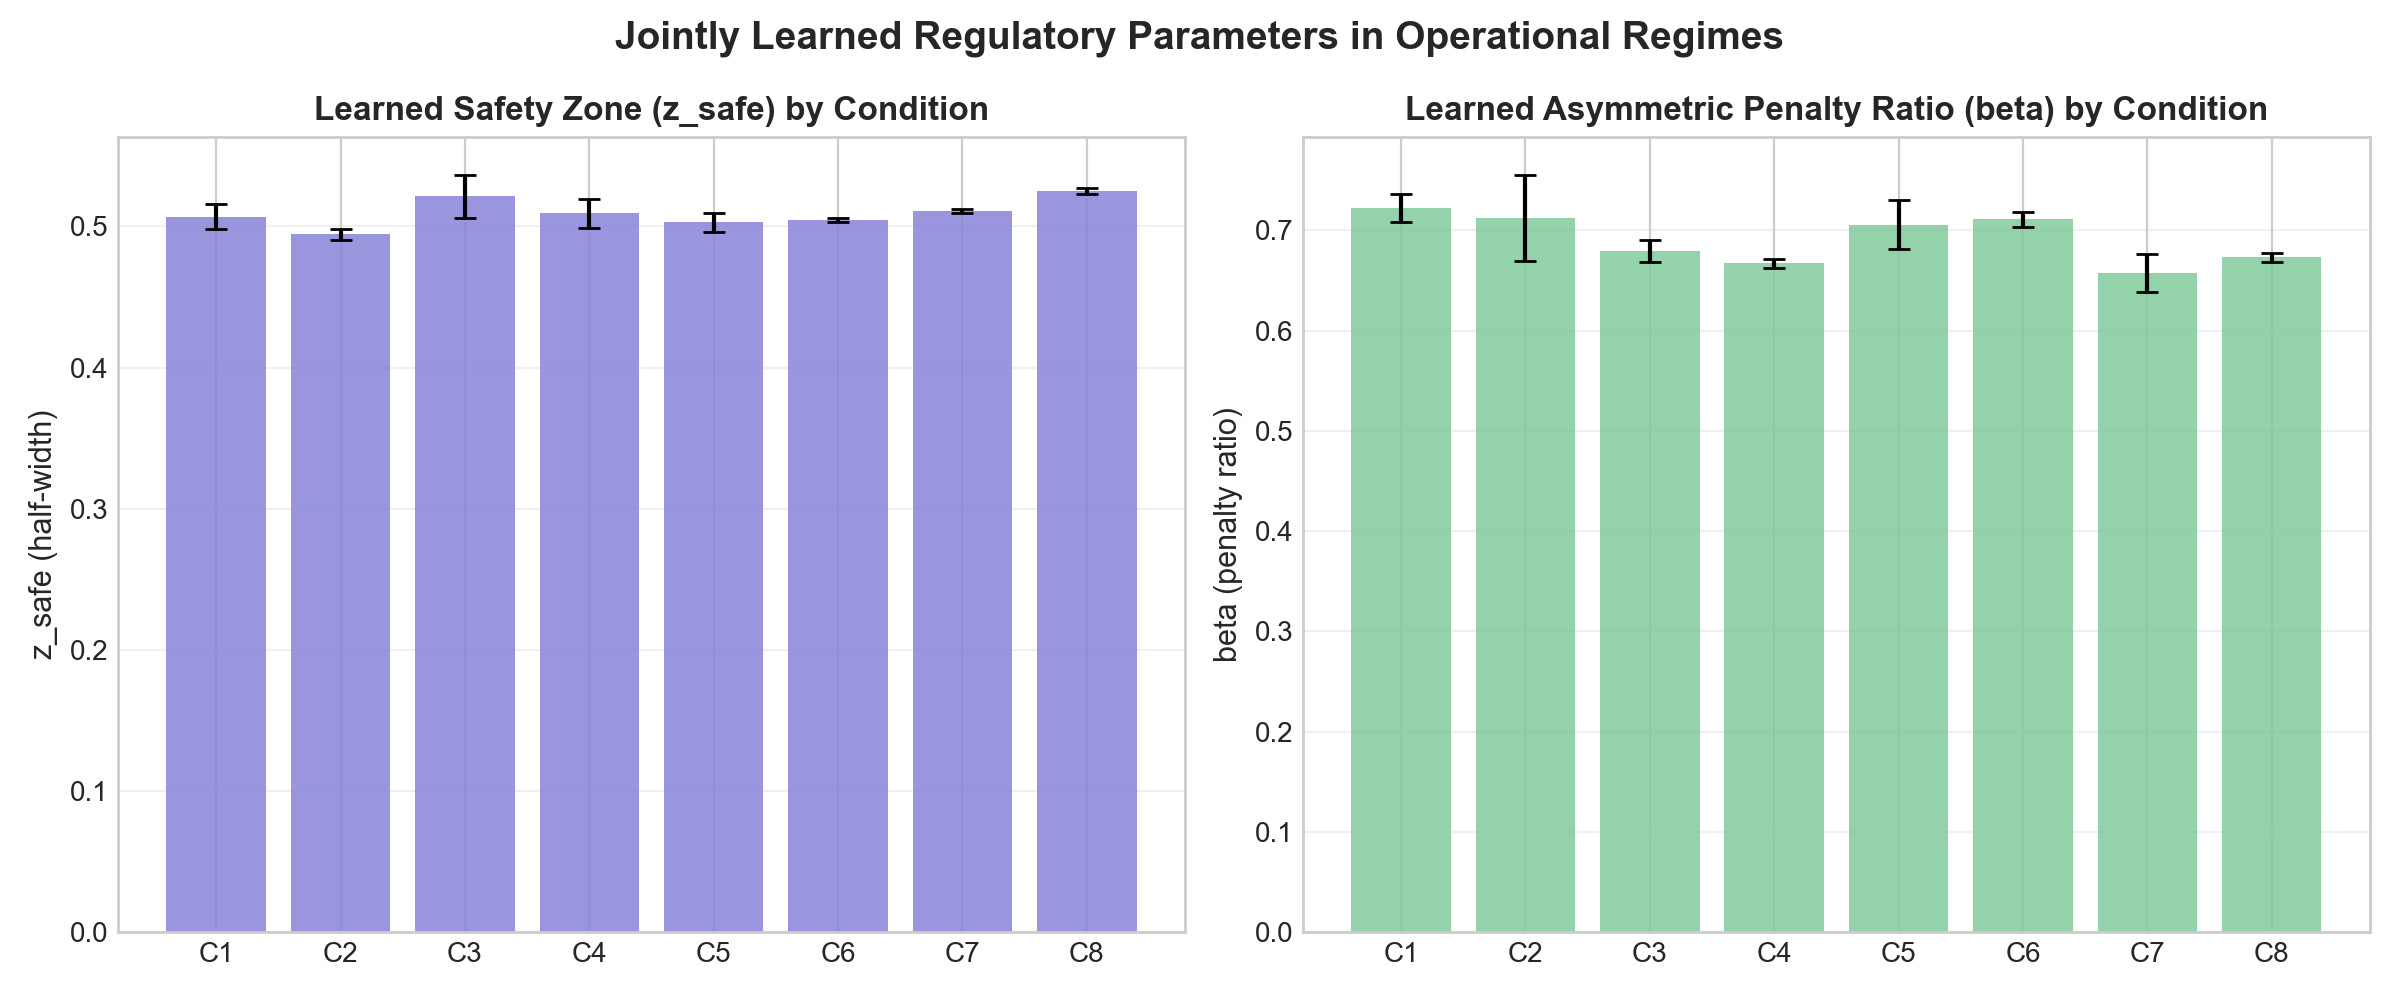 Jointly Learned Regulatory Parameters in Operational Regimes
Learned Safety Zone (z_safe) by Condition
z_safe (half-width)
0.5
0.4
0.3
0.2
0.1
0.0
C1 C2 C3 C4 C5 C6 C7 C8
Learned Asymmetric Penalty Ratio (beta) by Condition
beta (penalty ratio)
0.7
0.6
0.5
0.4
0.3
0.2
0.1
0.0
C1 C2 C3 C4 C5 C6 C7 C8